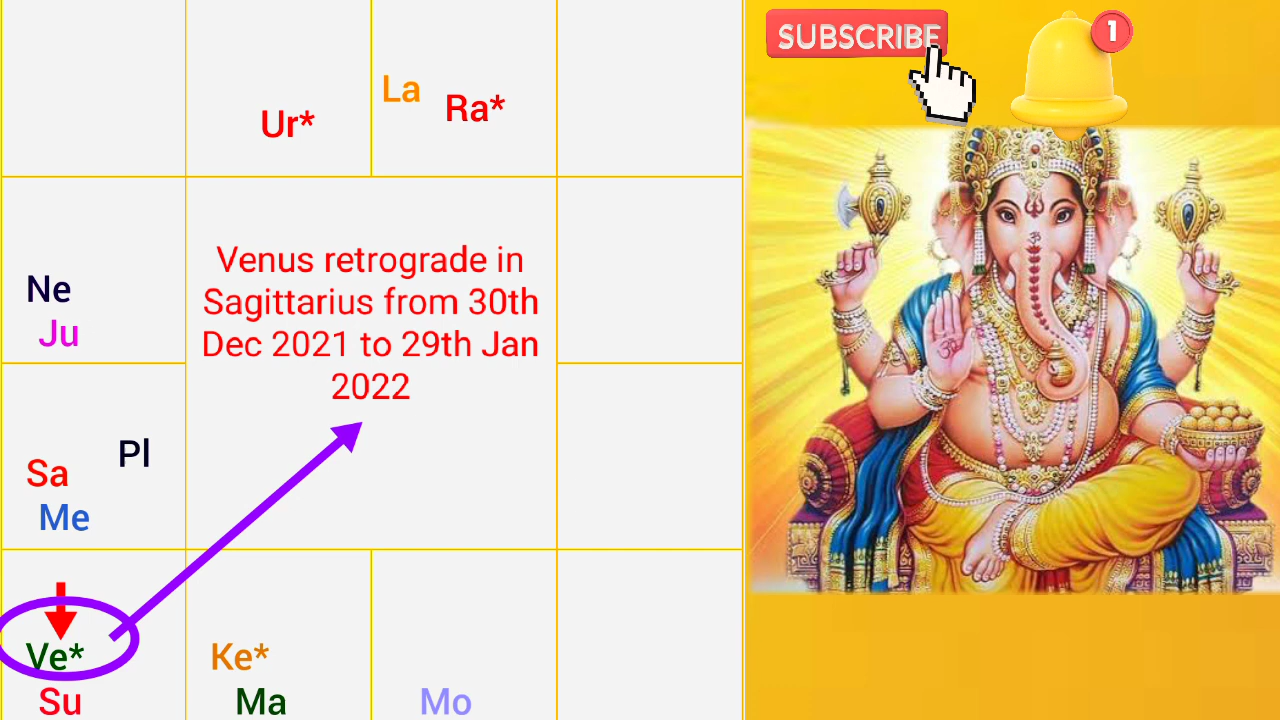 SUBSCRIBE
1
La
Ur*
Ra*
Ne
Ju
Venus retrograde in
Sagittarius from 30th
Dec 2021 to 29th Jan
2022
Pl
Sa
Me
Ve*
Su
Ke*
Ma
Mo
ॐ
ॐ